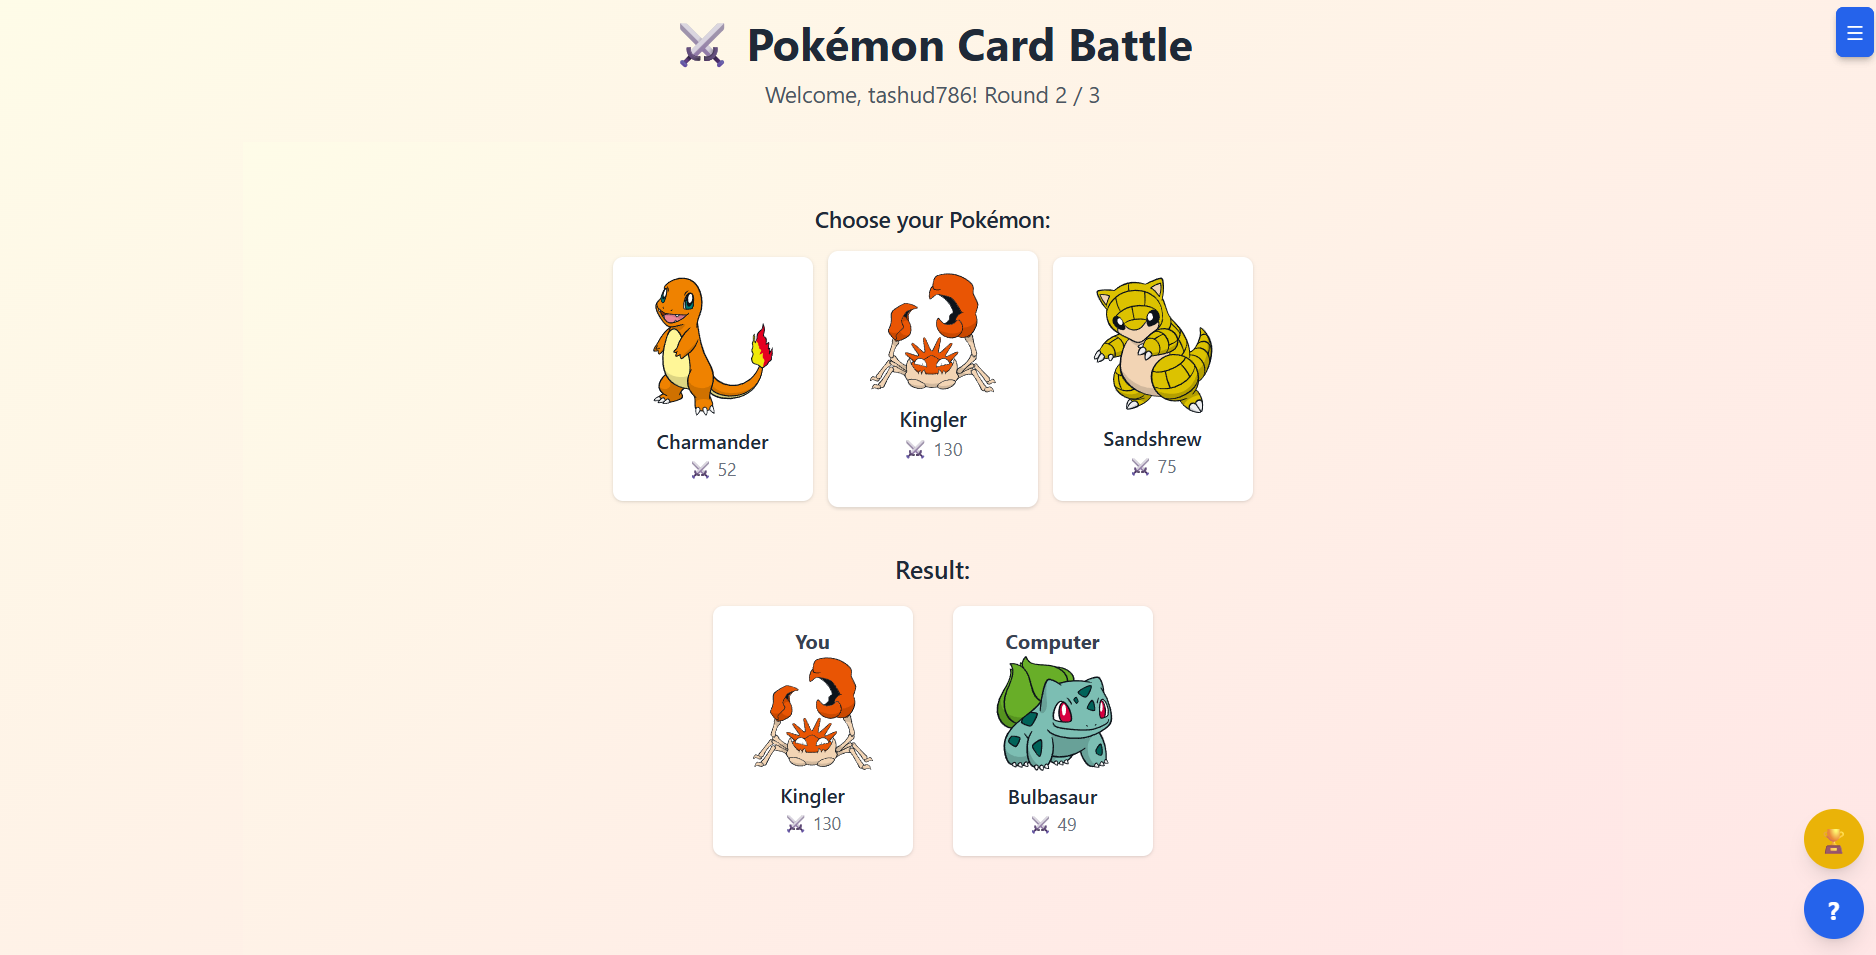 ⚔️ Pokémon Card Battle
Welcome, tashud786! Round 2 / 3
Choose your Pokémon:
Charmander
⚔️ 52
Kingler
⚔️ 130
Sandshrew
⚔️ 75
Result:
You
Kingler
⚔️ 130
Computer
Bulbasaur
⚔️ 49
?